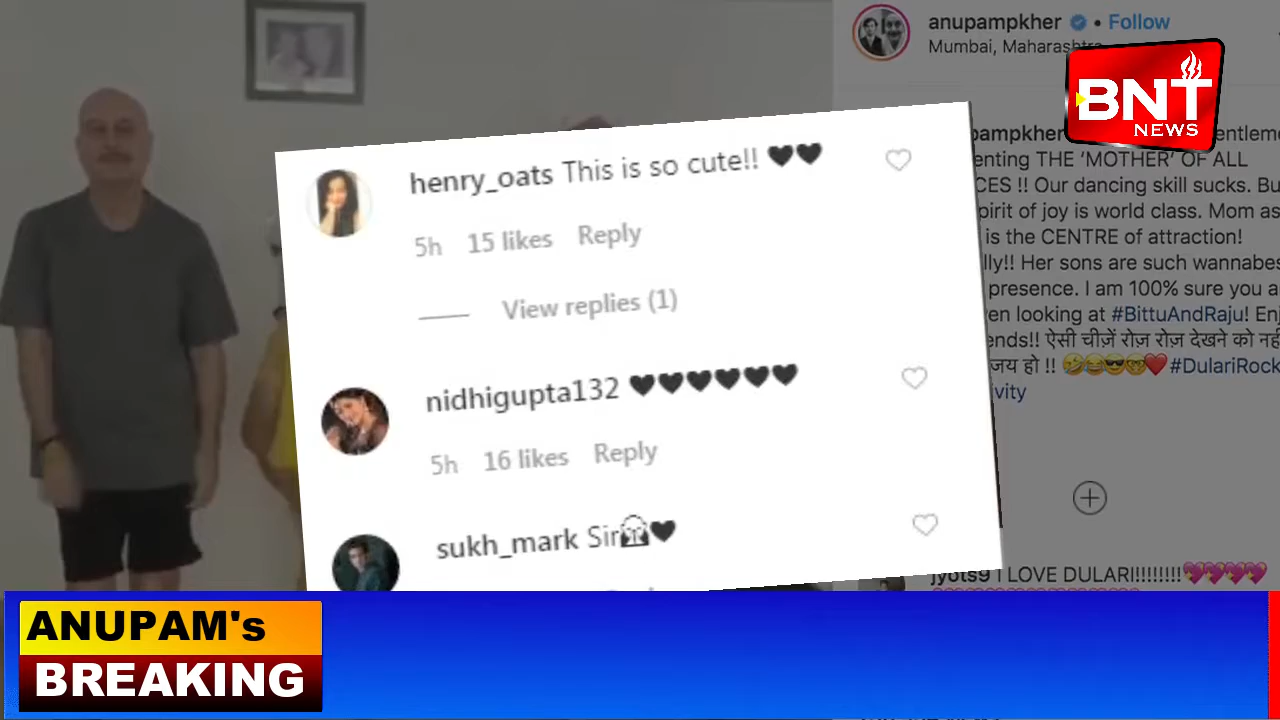 anupampkher • Follow
Mumbai, Maharashtra
BNT
NEWS
pampkher entleme
enting THE ‘MOTHER’ OF ALL
CES !! Our dancing skill sucks. Bu
pirit of joy is world class. Mom as
is the CENTRE of attraction!
lly!! Her sons are such wannabes
presence. I am 100% sure you a
en looking at #BittuAndRaju! Enj
ends!! ऐसी चीज़ें रोज़ रोज़ देखने को नही
जय हो !! 🤣😂😎🤓❤️ #DulariRock
ivity
henry_oats This is so cute!! 🖤🖤
5h 15 likes Reply
View replies (1)
nidhigupta132 🖤🖤🖤🖤🖤🖤
5h 16 likes Reply
sukh_mark Sir🖤
jyots9 I LOVE DULARI!!!!!!!!💖💖💖💖
ANUPAM's
BREAKING